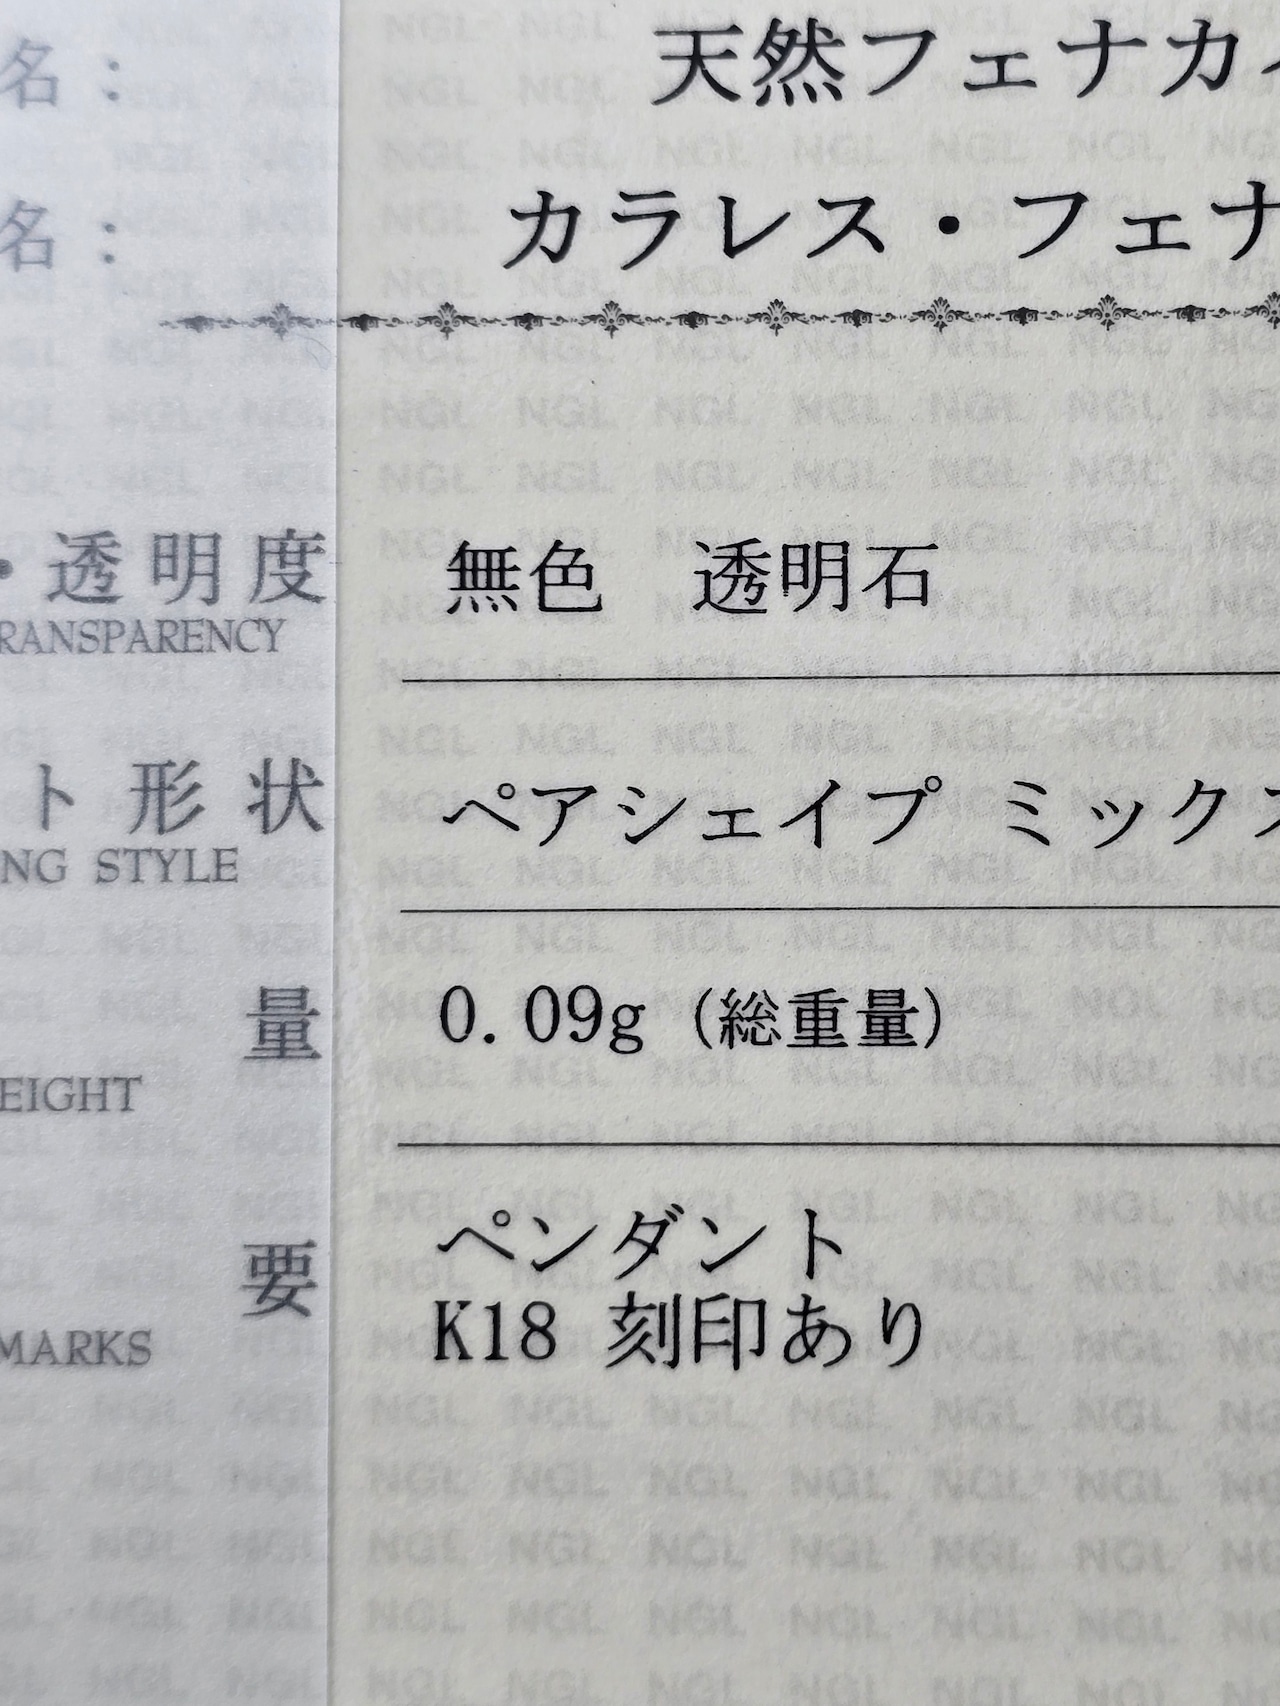 名：天然フェナカイ
名：カラレス・フェナ
・透明度 無色 透明石
RANSPARENCY
ト形状 ペアシェイプ ミックス
NG STYLE
量 0.09g (総重量)
EIGHT
要 ペンダント
K18 刻印あり
MARKS